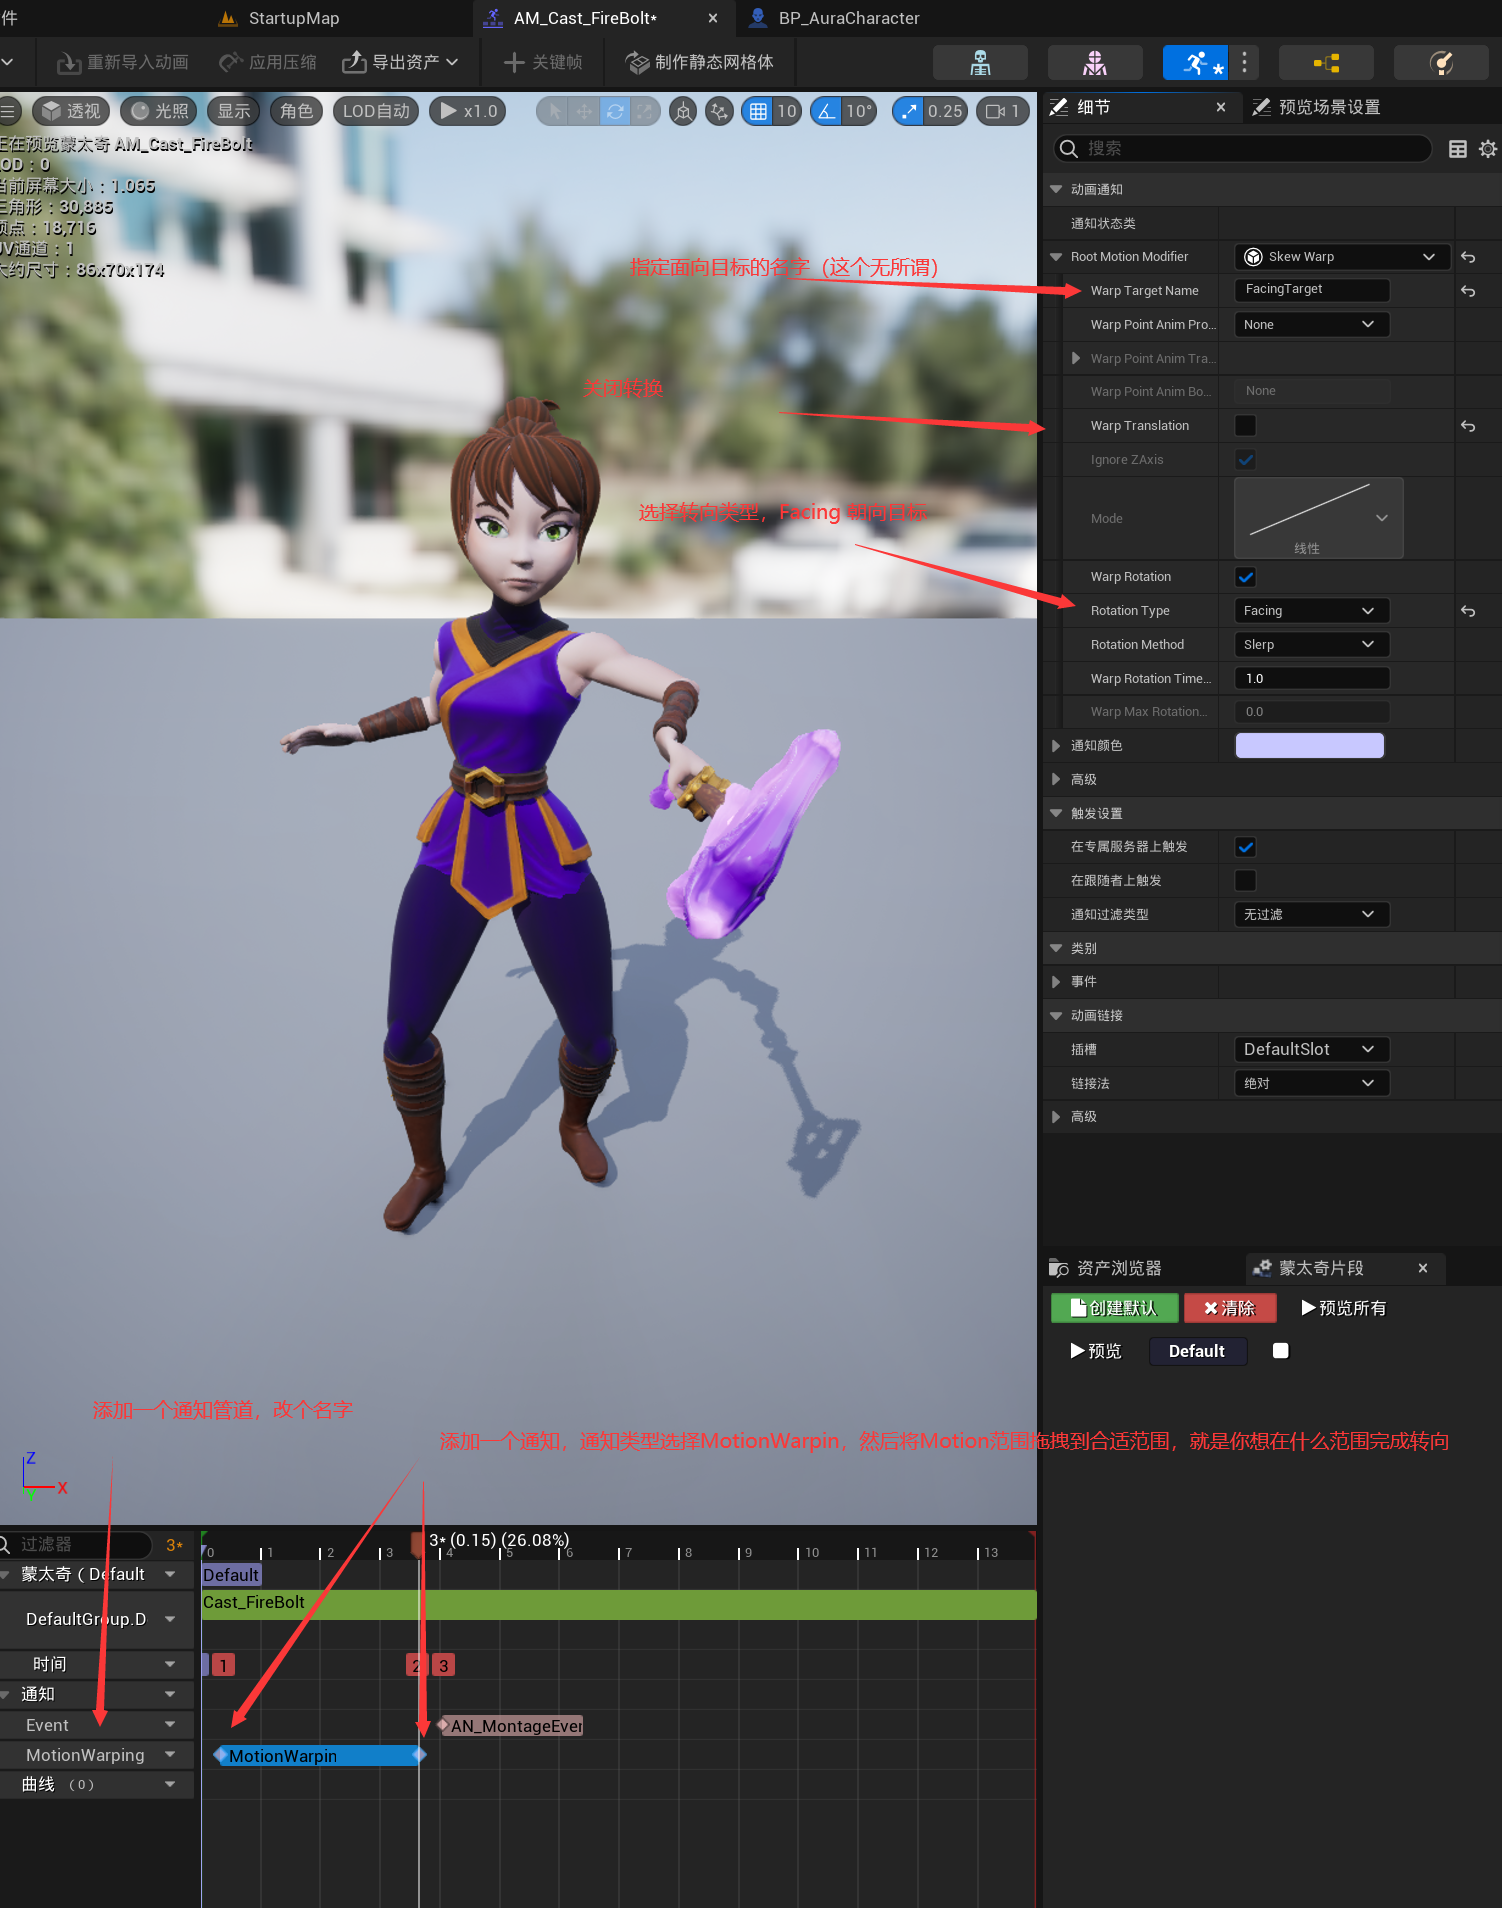 件
StartupMap
AM_Cast_FireBolt*
BP_AuraCharacter
重新导入动画
应用压缩
导出资产
关键帧
制作静态网格体
透视
光照
显示
角色
LOD自动
x1.0
10
10°
0.25
1
正在预览蒙太奇 AM_Cast_FireBolt
LOD：0
当前屏幕大小：1.065
三角形：30,885
顶点：18,716
UV通道：1
大约尺寸：86x70x174
指定面向目标的名字（这个无所谓）
关闭转换
选择转向类型，Facing 朝向目标
添加一个通知管道，改个名字
添加一个通知，通知类型选择MotionWarpin，然后将Motion范围拖拽到合适范围，就是你想在什么范围完成转向
Z
X
Y
细节
预览场景设置
搜索
动画通知
通知状态类
Root Motion Modifier
Skew Warp
Warp Target Name
FacingTarget
Warp Point Anim Pro...
None
Warp Point Anim Tra...
Warp Point Anim Bo...
None
Warp Translation
Ignore ZAxis
Mode
线性
Warp Rotation
Rotation Type
Facing
Rotation Method
Slerp
Warp Rotation Time...
1.0
Warp Max Rotation...
0.0
通知颜色
高级
触发设置
在专属服务器上触发
在跟随者上触发
通知过滤类型
无过滤
类别
事件
动画链接
插槽
DefaultSlot
链接法
绝对
高级
资产浏览器
蒙太奇片段
创建默认
清除
预览所有
预览
Default
过滤器
3*
3* (0.15) (26.08%)
0 1 2 3 4 5 6 7 8 9 10 11 12 13
蒙太奇（Default
Default
DefaultGroup.D
Cast_FireBolt
时间
1
2
3
通知
Event
AN_MontageEver
MotionWarping
MotionWarpin
曲线 （0）